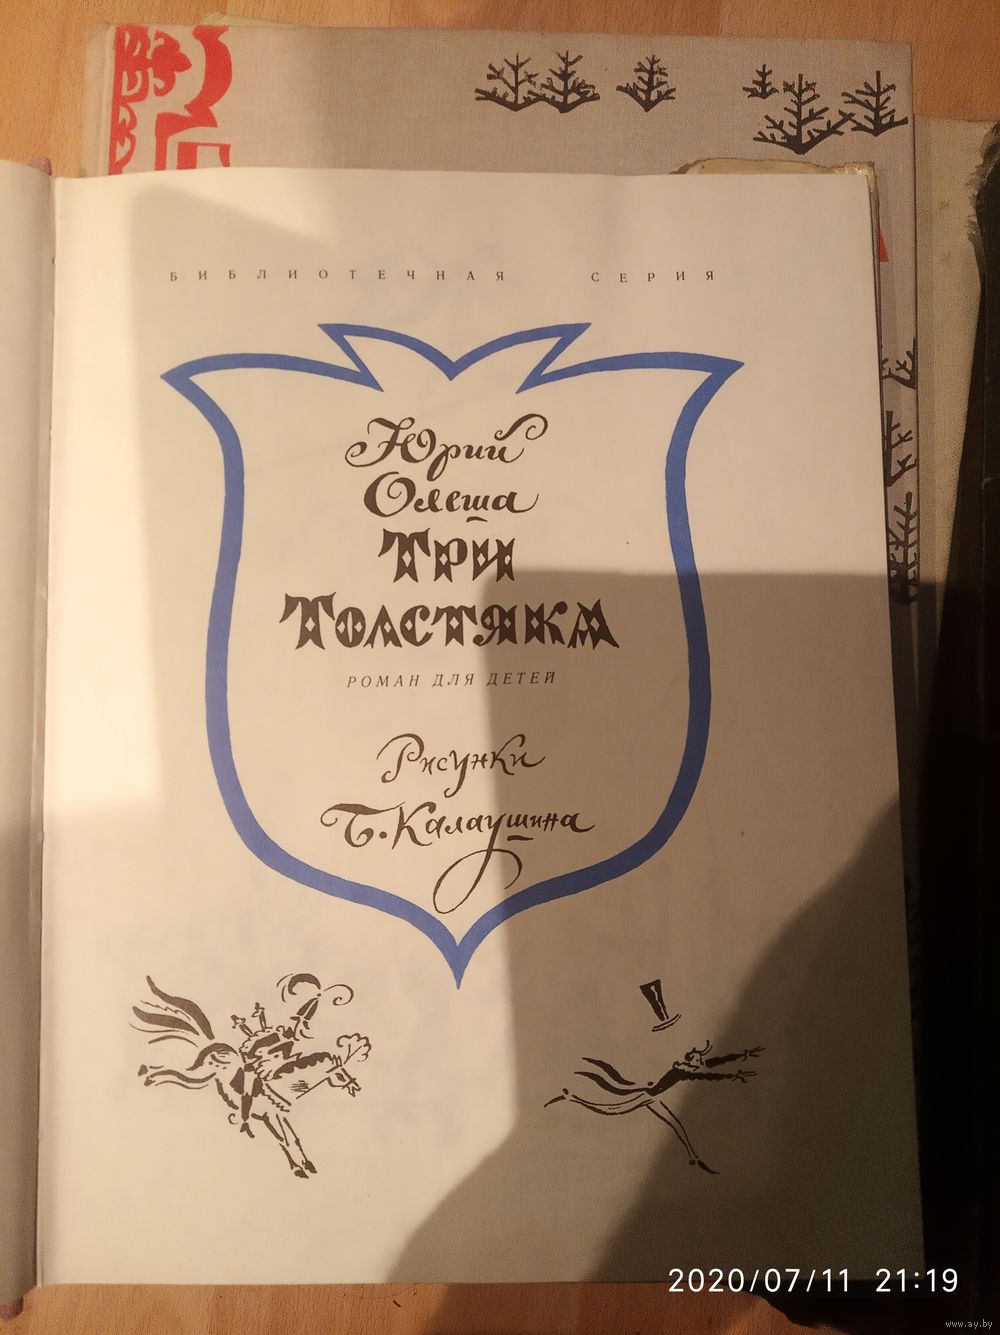 БИБЛИОТЕЧНАЯ СЕРИЯ
Юрий
Олеша
ТРИ
ТОЛСТЯКА
РОМАН ДЛЯ ДЕТЕЙ
Рисунки
Б. Калаушина
2020/07/11 21:19
www.ay.by